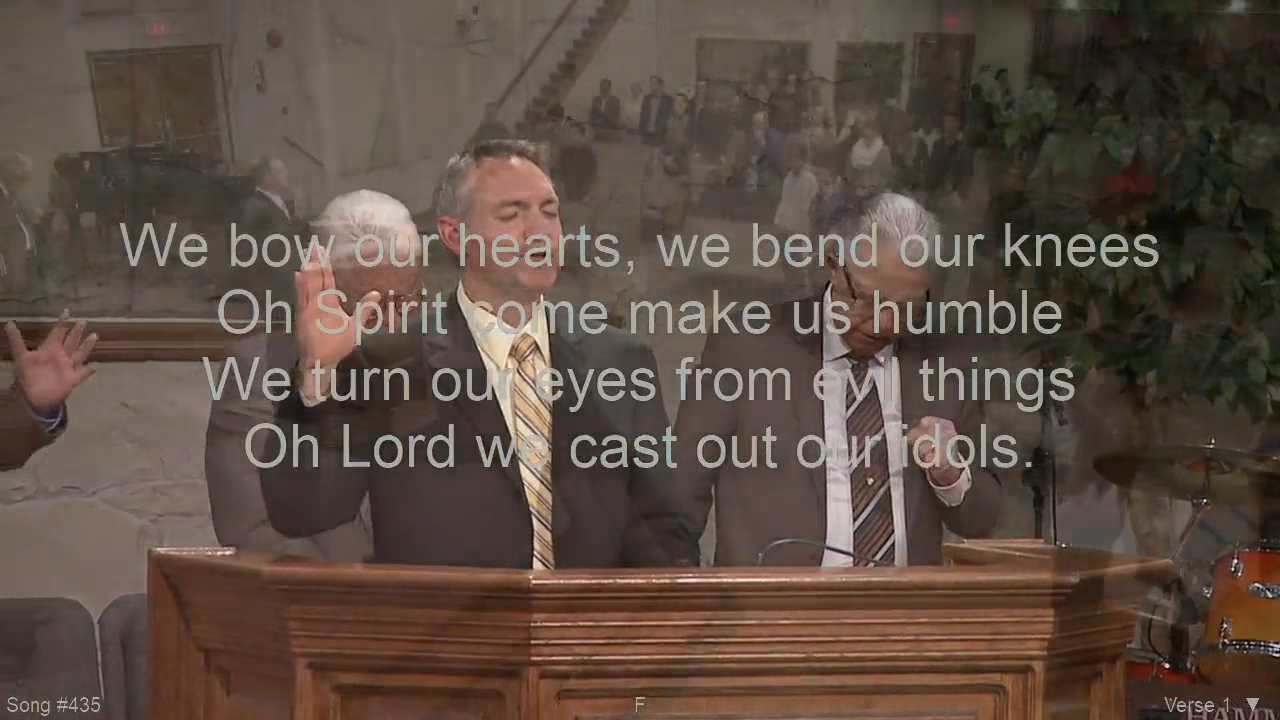 We bow our hearts, we bend our knees
Oh Spirit come make us humble
We turn our eyes from evil things
Oh Lord we cast out our idols.
Song #435
F
Verse 1 ▼